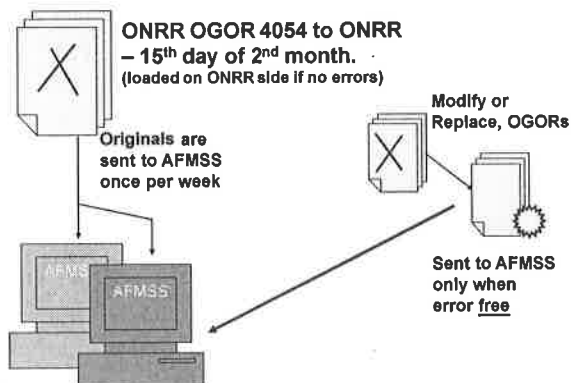 ONRR OGOR 4054 to ONRR
– 15th day of 2nd month.
(loaded on ONRR side if no errors)
Originals are
sent to AFMSS
once per week
Modify or
Replace, OGORs
Sent to AFMSS
only when
error free
AFMSS
AFMSS